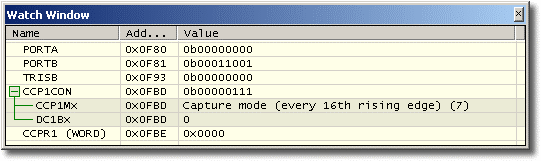 Watch Window
Name Add... Value
PORTA 0x0F80 0b00000000
PORTB 0x0F81 0b00011001
TRISB 0x0F93 0b00000000
CCP1CON 0x0FBD 0b00000111
CCP1Mx 0x0FBD Capture mode (every 16th rising edge) (7)
DC1Bx 0x0FBD 0
CCPR1 (WORD) 0x0FBE 0x0000